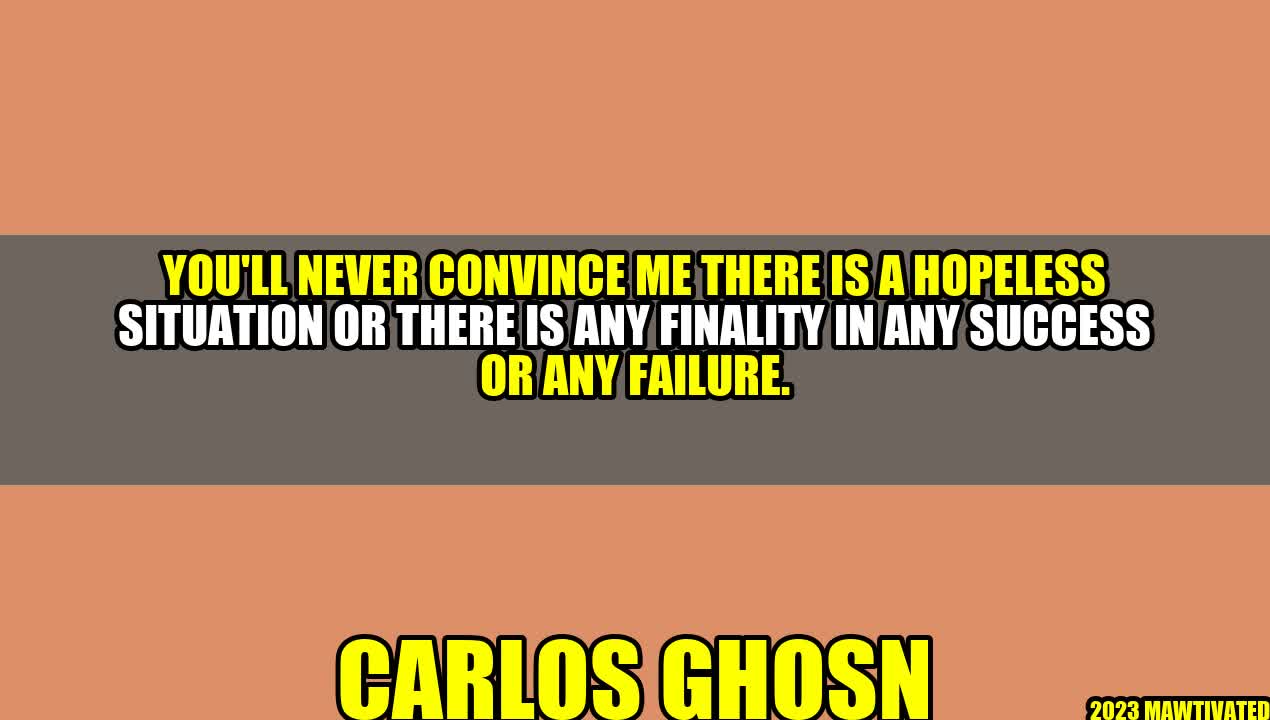 YOU'LL NEVER CONVINCE ME THERE IS A HOPELESS
SITUATION OR THERE IS ANY FINALITY IN ANY SUCCESS
OR ANY FAILURE.
CARLOS GHOSN
2023 MAWTIVATED